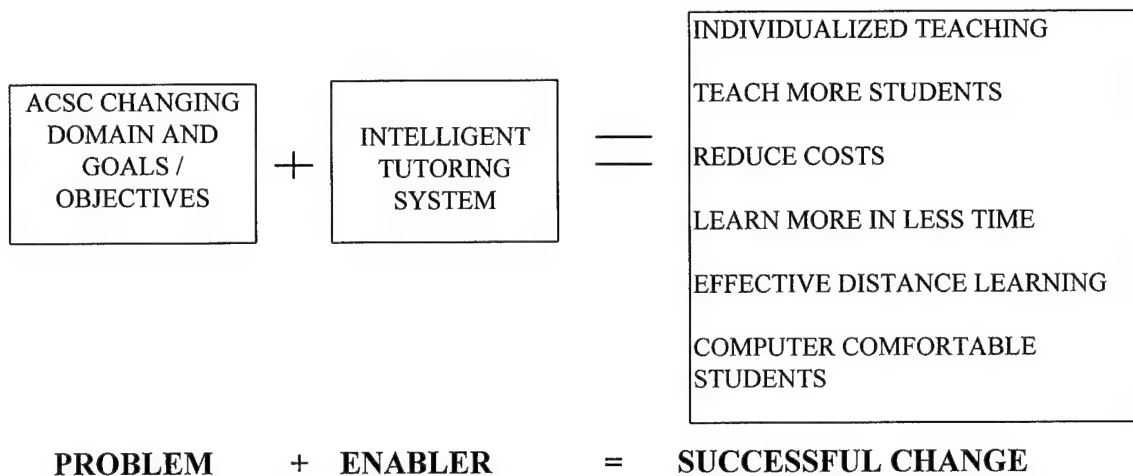 ACSC CHANGING
DOMAIN AND
GOALS /
OBJECTIVES
+
INTELLIGENT
TUTORING
SYSTEM
=
INDIVIDUALIZED TEACHING
TEACH MORE STUDENTS
REDUCE COSTS
LEARN MORE IN LESS TIME
EFFECTIVE DISTANCE LEARNING
COMPUTER COMFORTABLE
STUDENTS
PROBLEM + ENABLER = SUCCESSFUL CHANGE